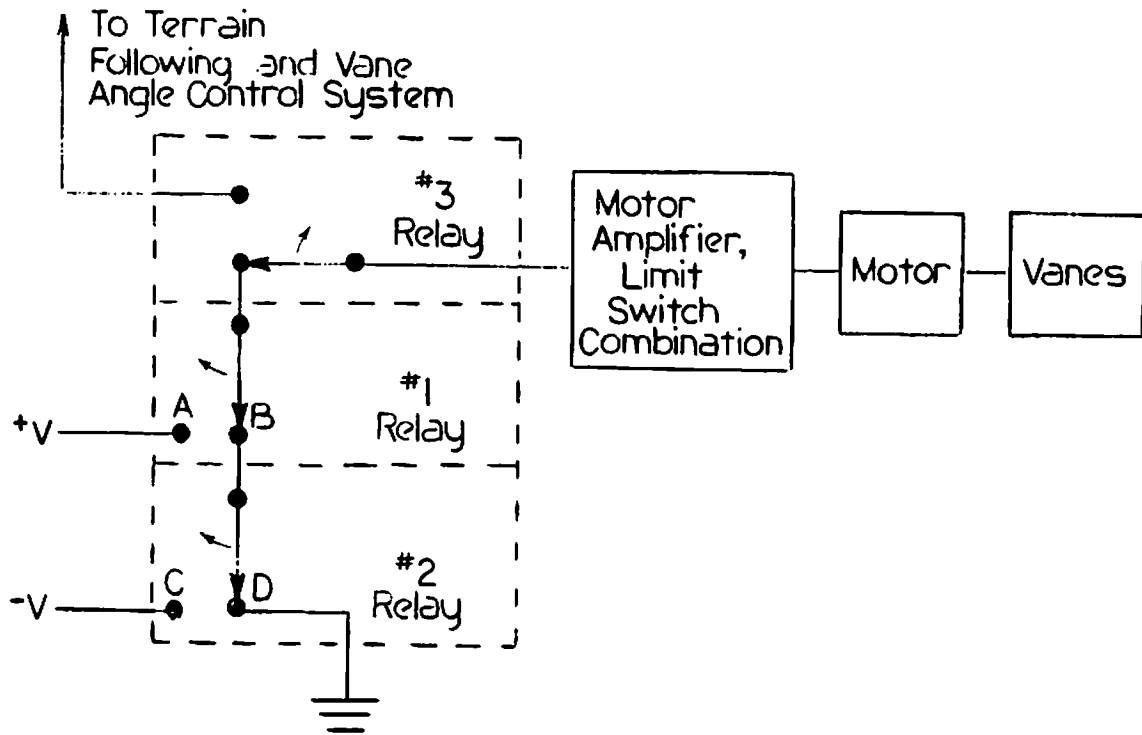 To Terrain
Following and Vane
Angle Control System
#3
Relay
Motor
Amplifier,
Limit
Switch
Combination
Motor
Vanes
A
B
#1
Relay
+V
C
D
#2
Relay
-V